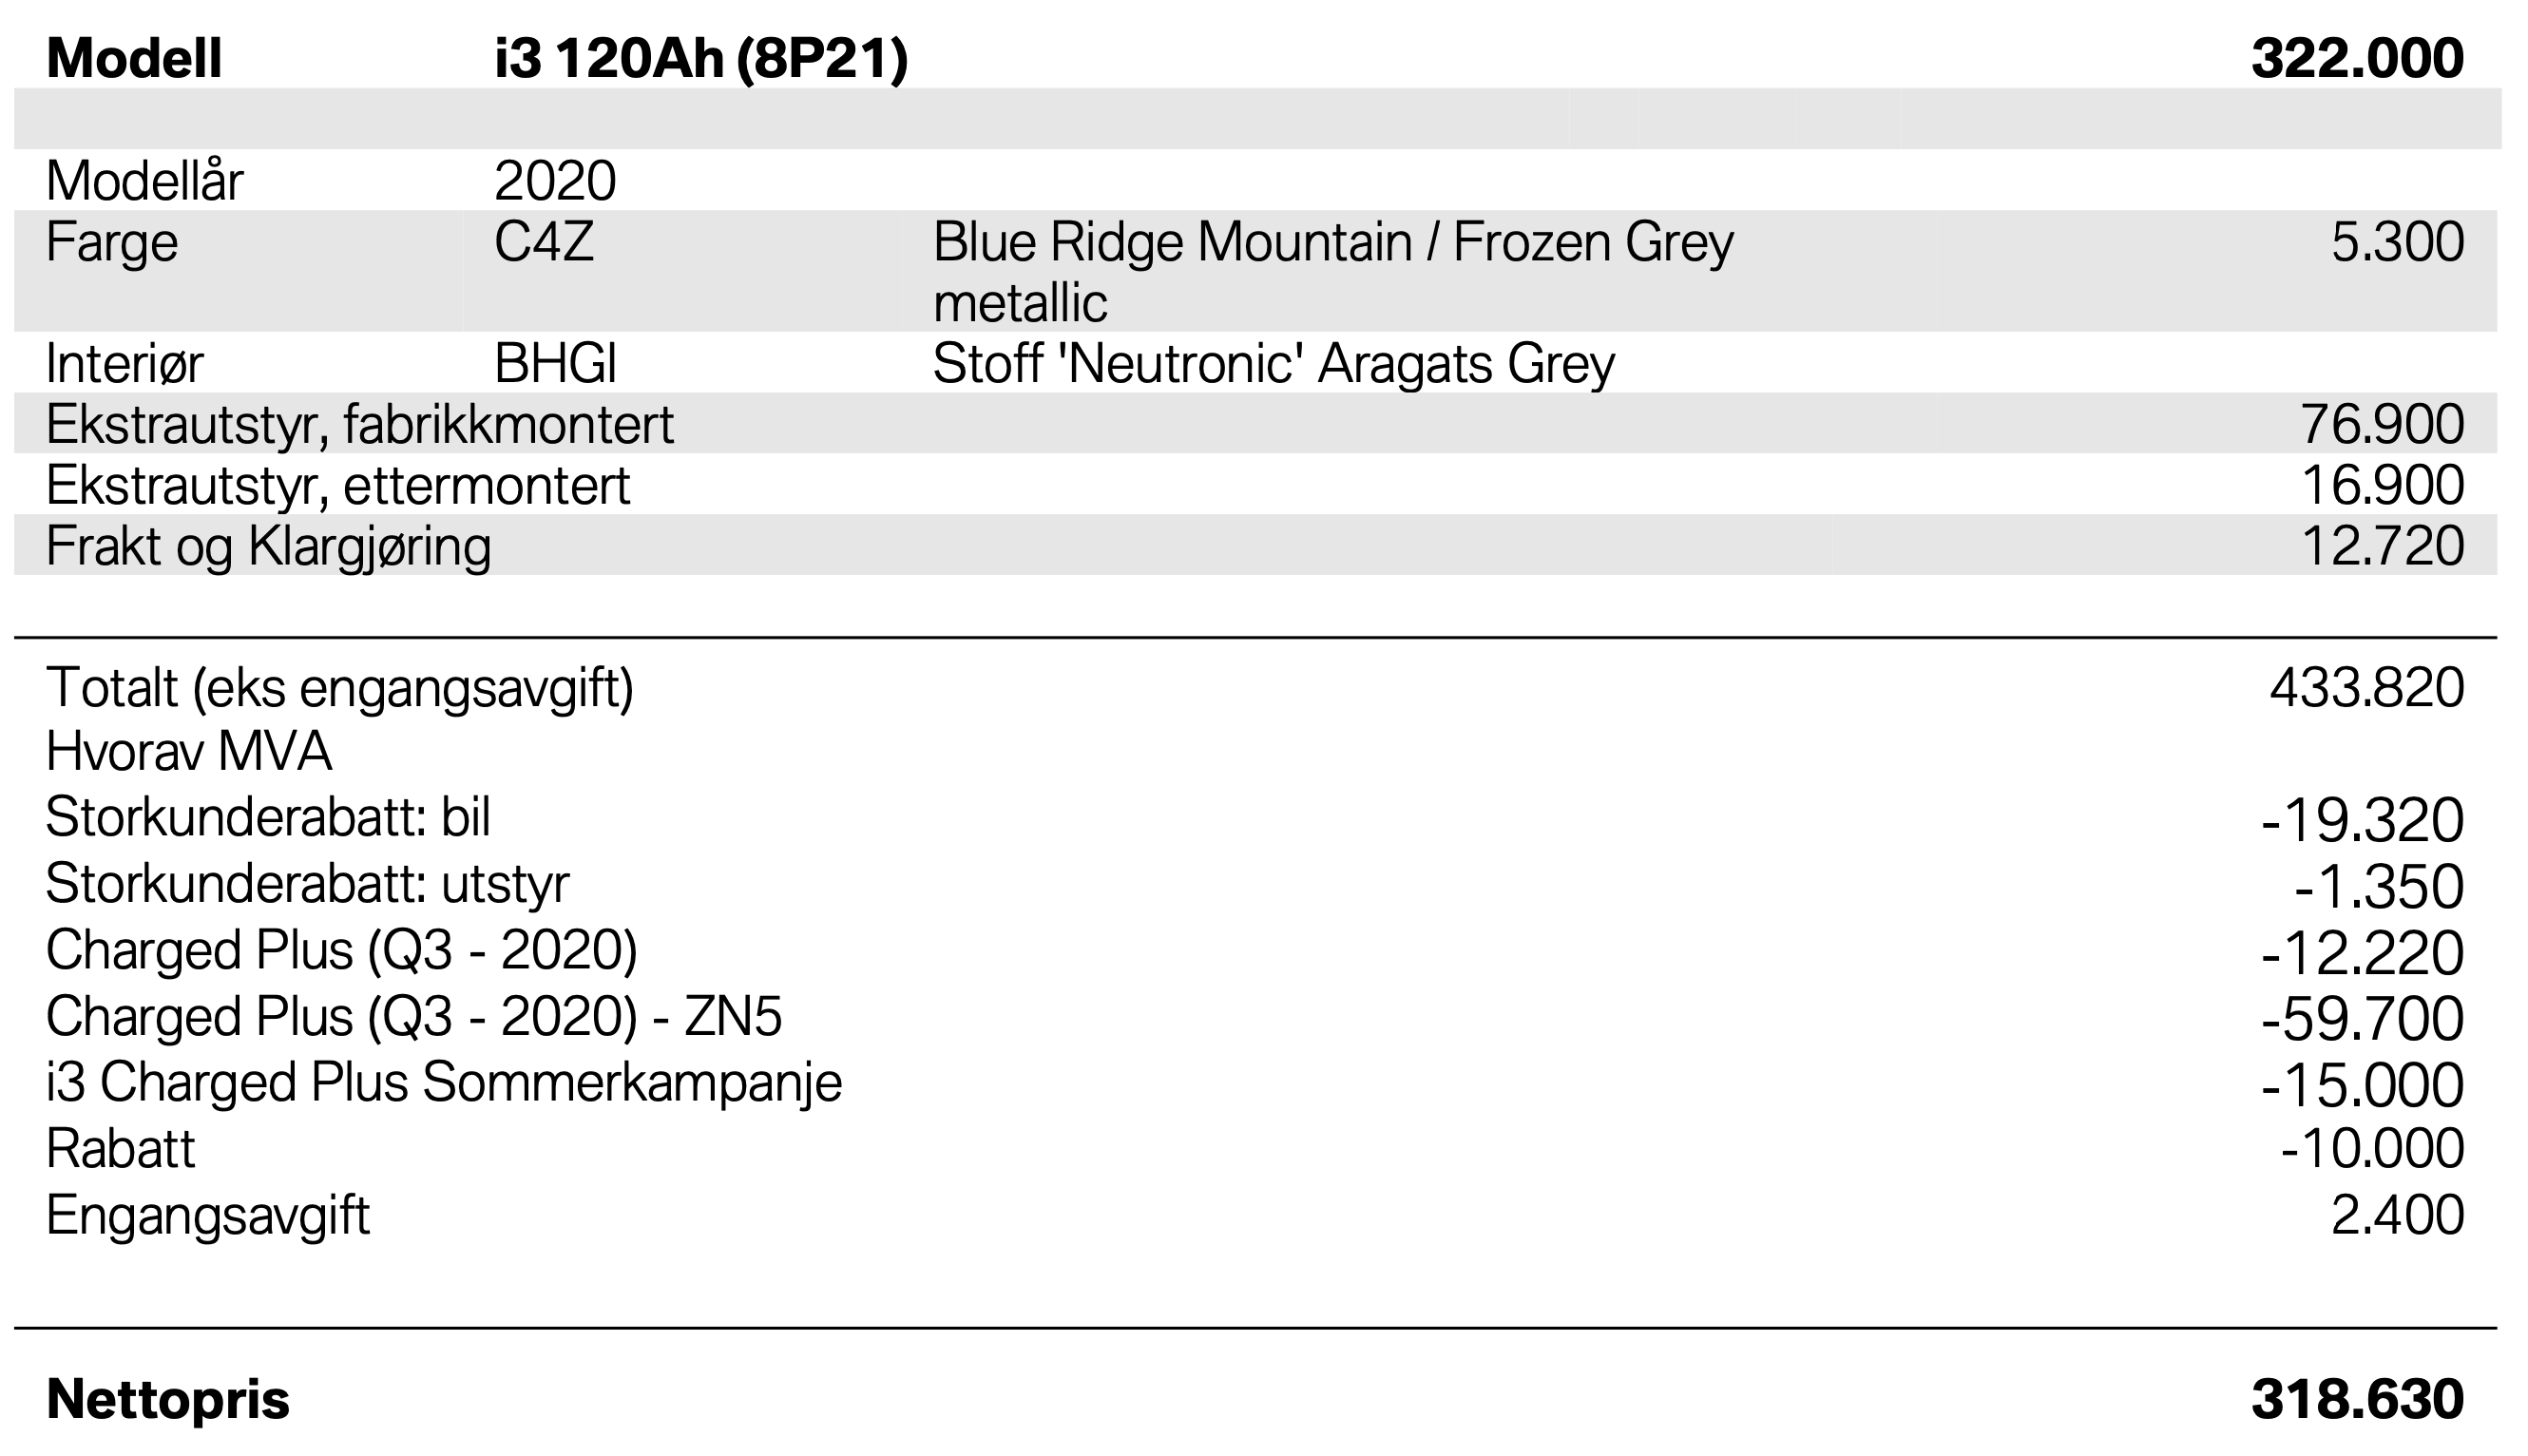 Modell i3 120Ah (8P21) 322.000
Modellår 2020
Farge C4Z Blue Ridge Mountain / Frozen Grey 5.300
metallic
Interiør BHGI Stoff 'Neutronic' Aragats Grey
Ekstrautstyr, fabrikkmontert 76.900
Ekstrautstyr, ettermontert 16.900
Frakt og Klargjøring 12.720
Totalt (eks engangsavgift) 433.820
Hvorav MVA
Storkunderabatt: bil -19.320
Storkunderabatt: utstyr -1.350
Charged Plus (Q3 - 2020) -12.220
Charged Plus (Q3 - 2020) - ZN5 -59.700
i3 Charged Plus Sommerkampanje -15.000
Rabatt -10.000
Engangsavgift 2.400
Nettopris 318.630